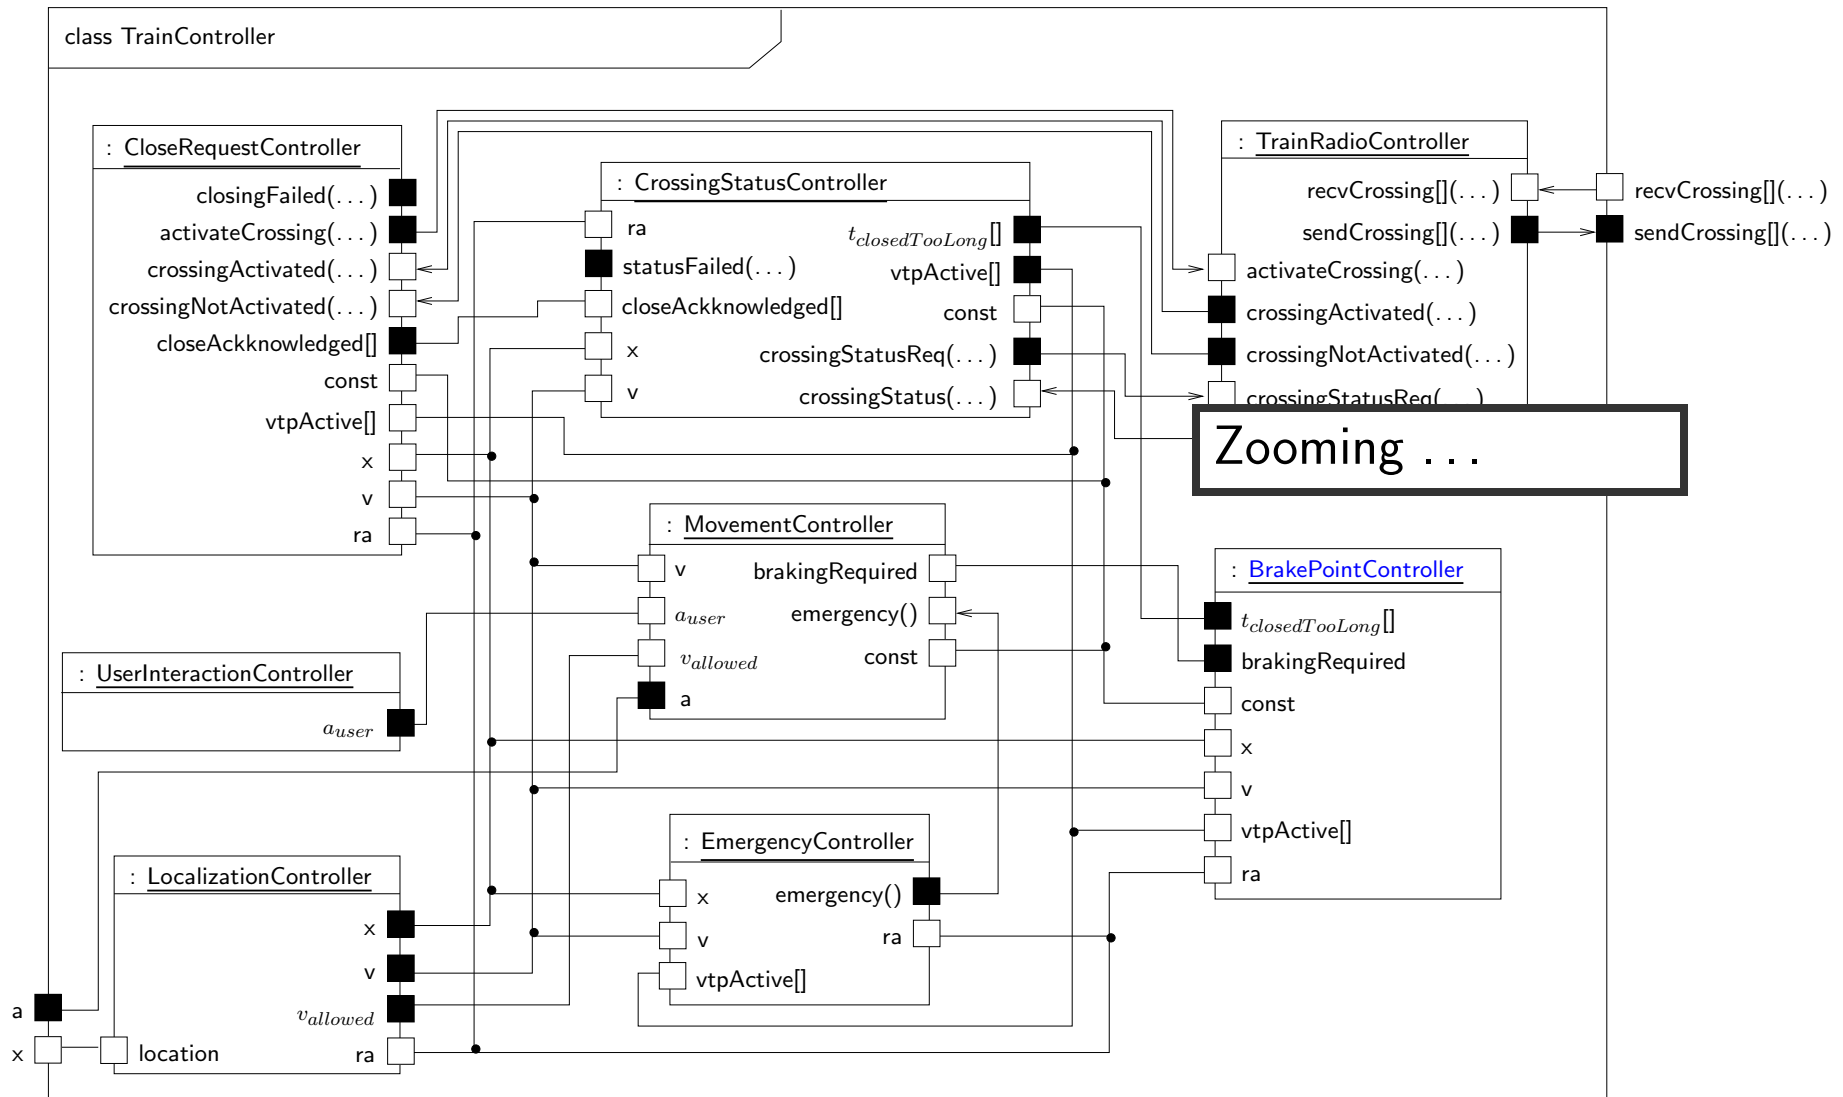 class TrainController
: CloseRequestController
closingFailed(...)
activateCrossing(...)
crossingActivated(...)
crossingNotActivated(...)
closeAckknowledged[]
const
vtpActive[]
x
v
ra
: CrossingStatusController
ra
statusFailed(...)
closeAckknowledged[]
x
v
t_closedTooLong[]
vtpActive[]
const
crossingStatusReq(...)
crossingStatus(...)
: TrainRadioController
recvCrossing[](...)
sendCrossing[](...)
activateCrossing(...)
crossingActivated(...)
crossingNotActivated(...)
crossingStatusReq(...)
recvCrossing[](...)
sendCrossing[](...)
Zooming ...
: MovementController
v
a_user
v_allowed
a
brakingRequired
emergency()
const
: BrakePointController
t_closedTooLong[]
brakingRequired
const
x
v
vtpActive[]
ra
: UserInteractionController
a_user
: EmergencyController
x
v
vtpActive[]
emergency()
ra
: LocalizationController
x
v
v_allowed
ra
location
a
x